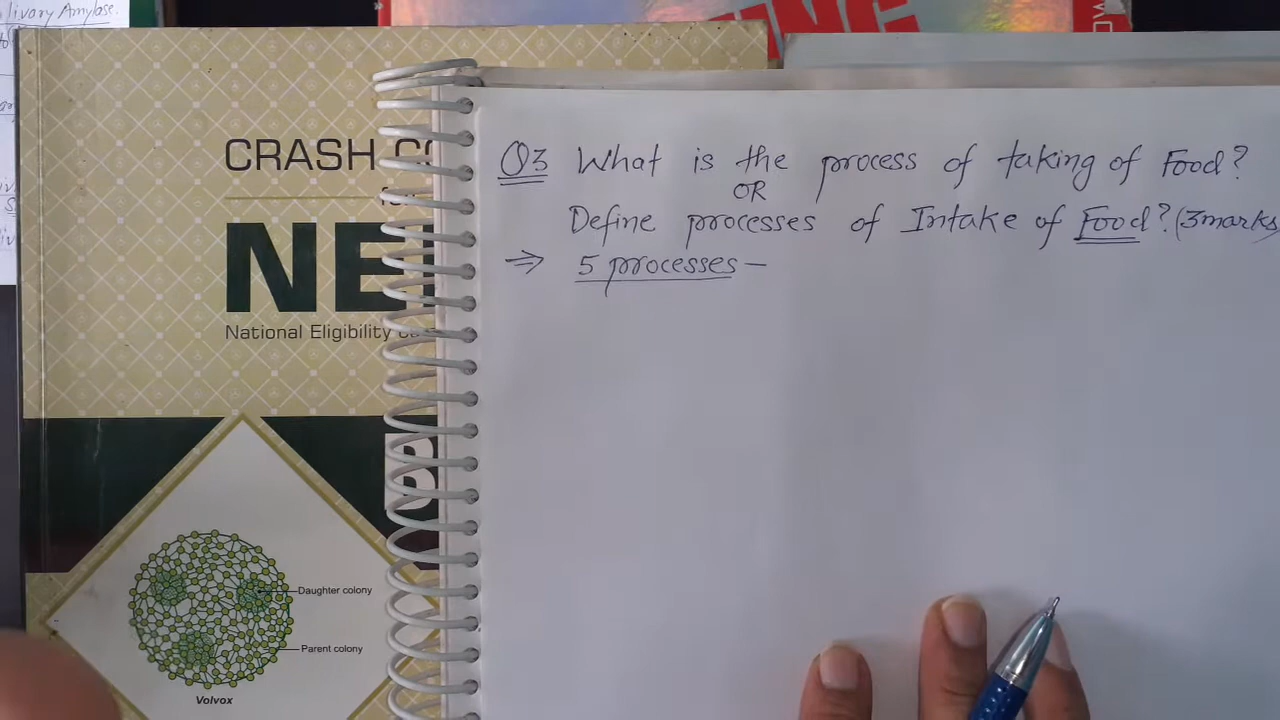 livary Amylase.
CRASH
NE
National Eligibility
Daughter colony
Parent colony
Volvox
Q3 What is the process of taking of Food?
OR
Define processes of Intake of Food? (3marks
⇒ 5 processes –